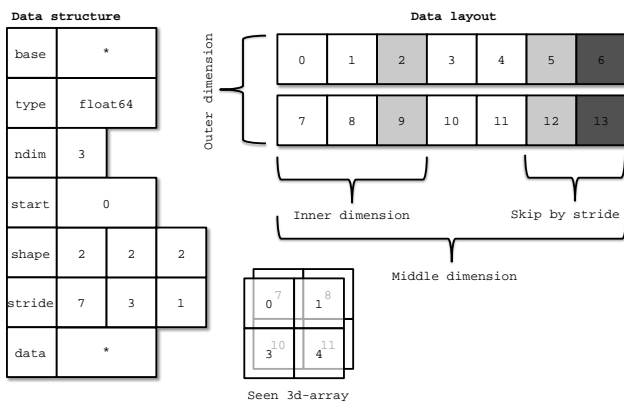 Data structure
base *
type float64
ndim 3
start 0
shape 2 2 2
stride 7 3 1
data *
Data layout
Outer dimension
0 1 2 3 4 5 6
7 8 9 10 11 12 13
Inner dimension
Skip by stride
Middle dimension
7 8
0 1
10 11
3 4
Seen 3d-array